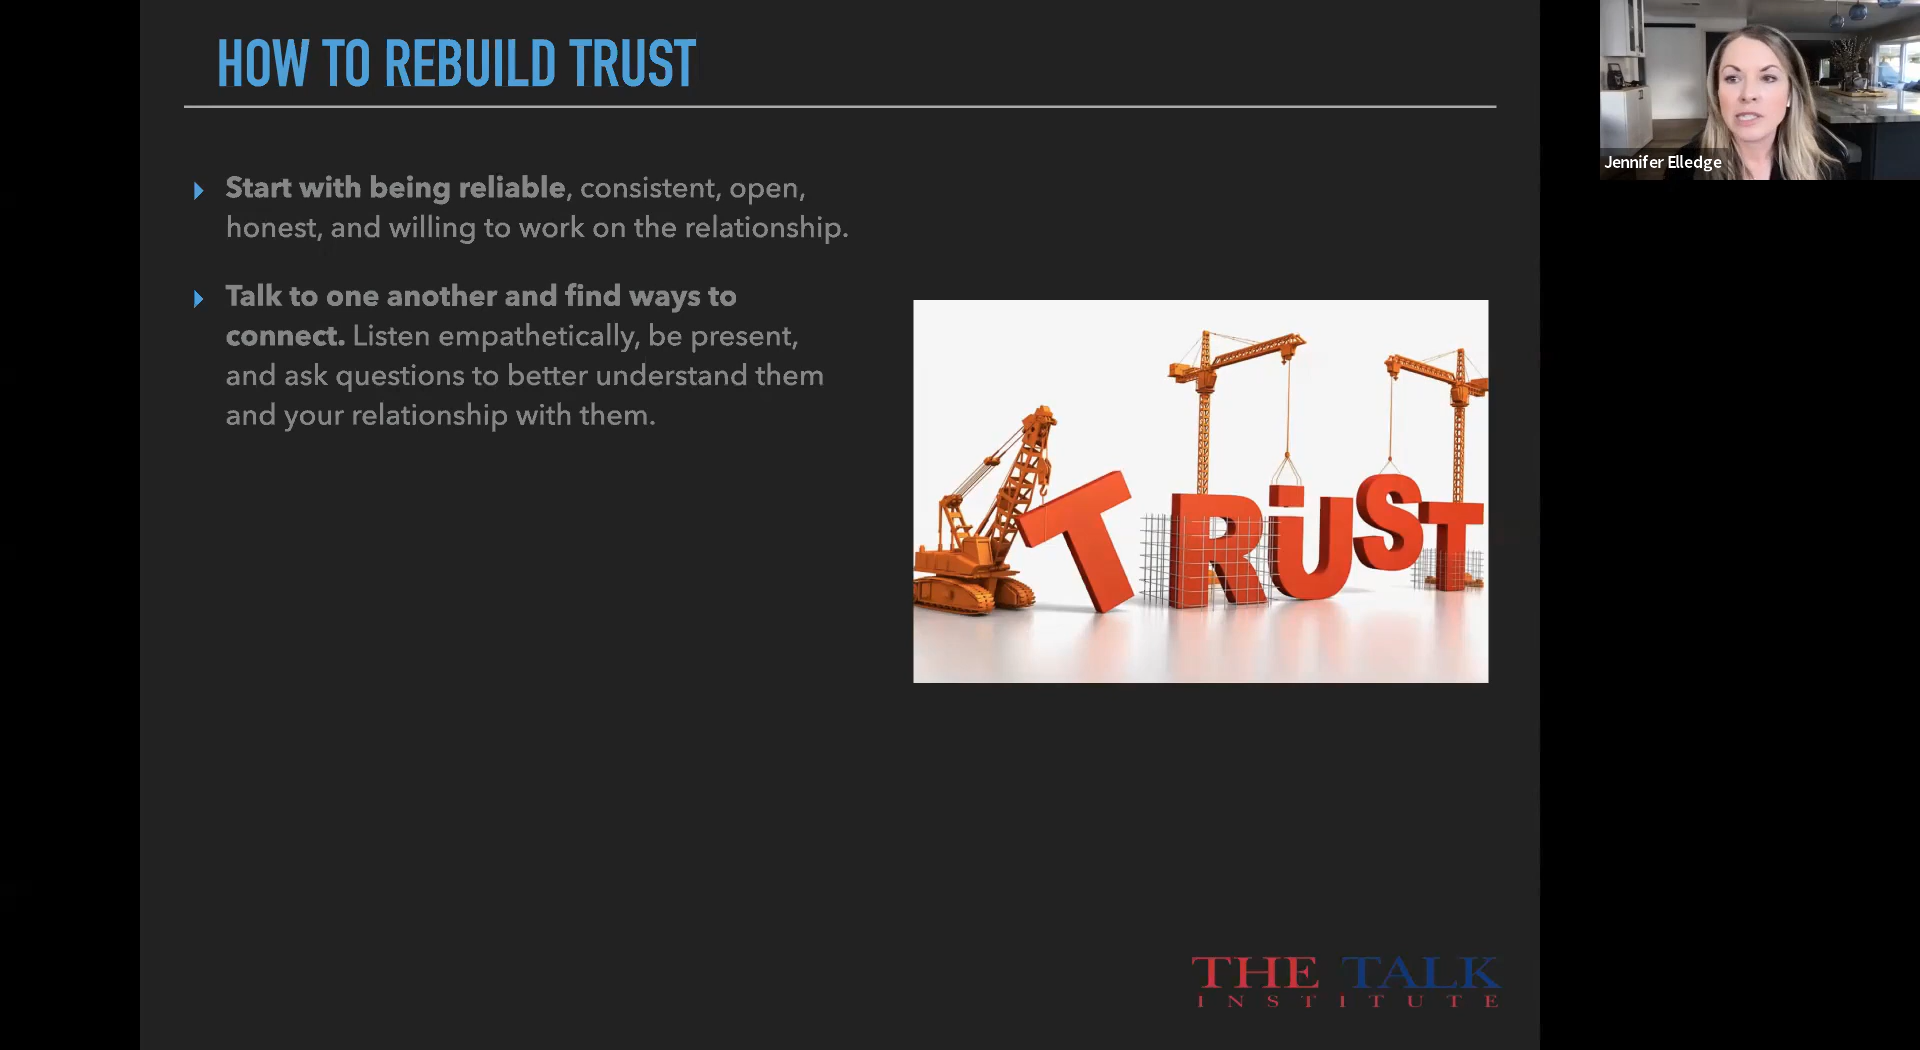 HOW TO REBUILD TRUST
Start with being reliable, consistent, open,
honest, and willing to work on the relationship.
Talk to one another and find ways to
connect. Listen empathetically, be present,
and ask questions to better understand them
and your relationship with them.
TRUST
THE TALK
INSTITUTE
Jennifer Elledge